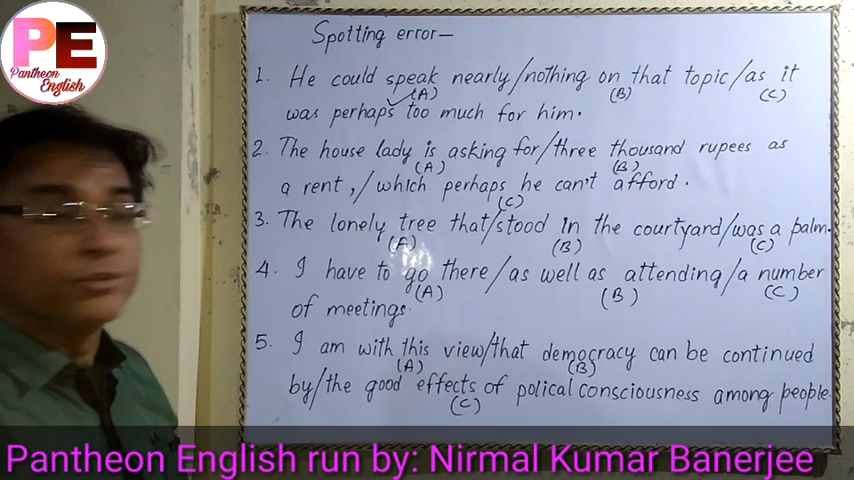 PE
Pantheon
English
Spotting error—
1. He could speak nearly/nothing on that topic/as it
(A) (B) (C)
was perhaps too much for him.
2. The house lady is asking for/three thousand rupees as
(A) (B)
a rent,/which perhaps he can't afford.
(C)
3. The lonely tree that/stood in the courtyard/was a palm.
(A) (B) (C)
4. I have to go there/as well as attending/a number
(A) (B) (C)
of meetings.
5. I am with this view/that democracy can be continued
(A) (B)
by/the good effects of polical consciousness among people.
(C)
Pantheon English run by: Nirmal Kumar Banerjee